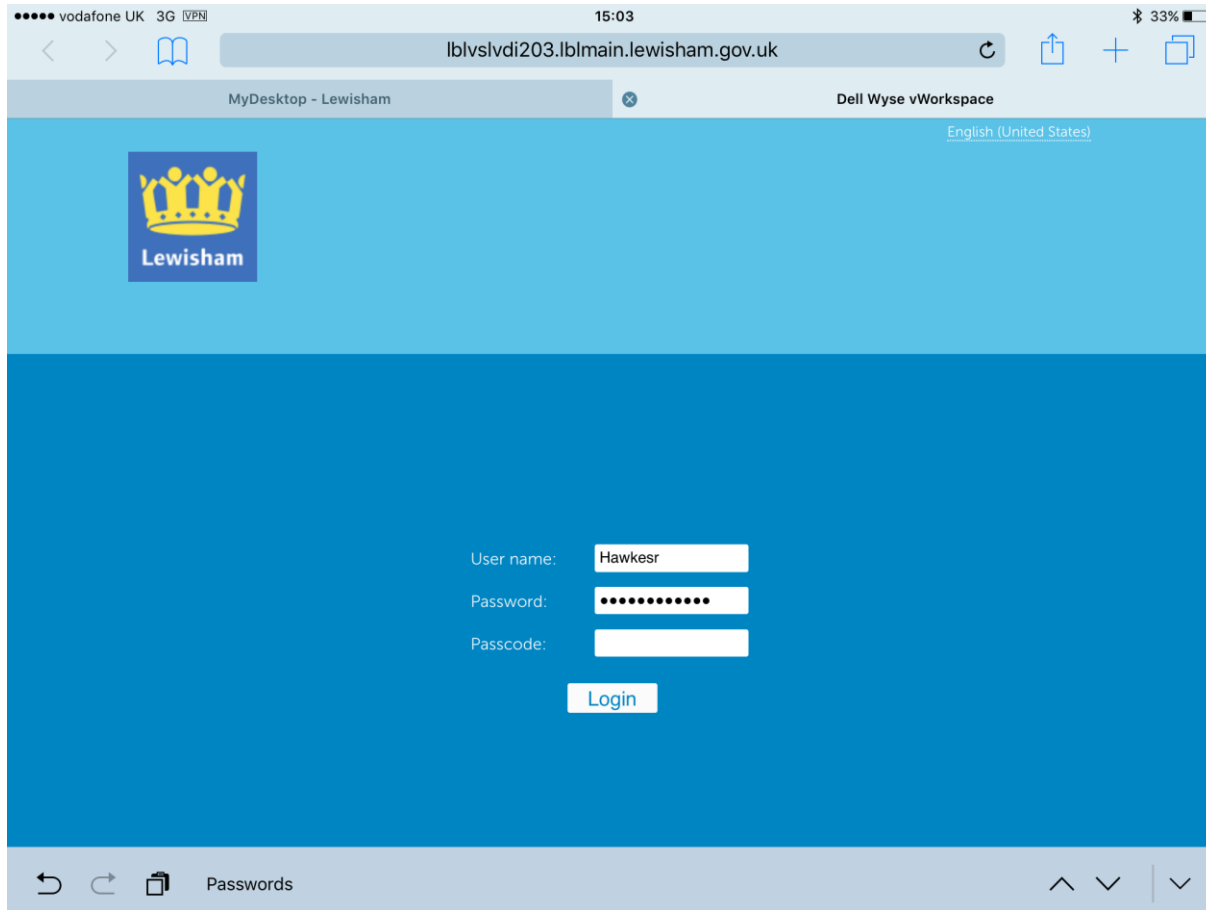 vodafone UK 3G VPN 15:03 33%
lblvslvdi203.lblmain.lewisham.gov.uk
MyDesktop - Lewisham Dell Wyse vWorkspace
English (United States)
Lewisham
User name: Hawkesr
Password: ••••••••••••
Passcode:
Login
Passwords